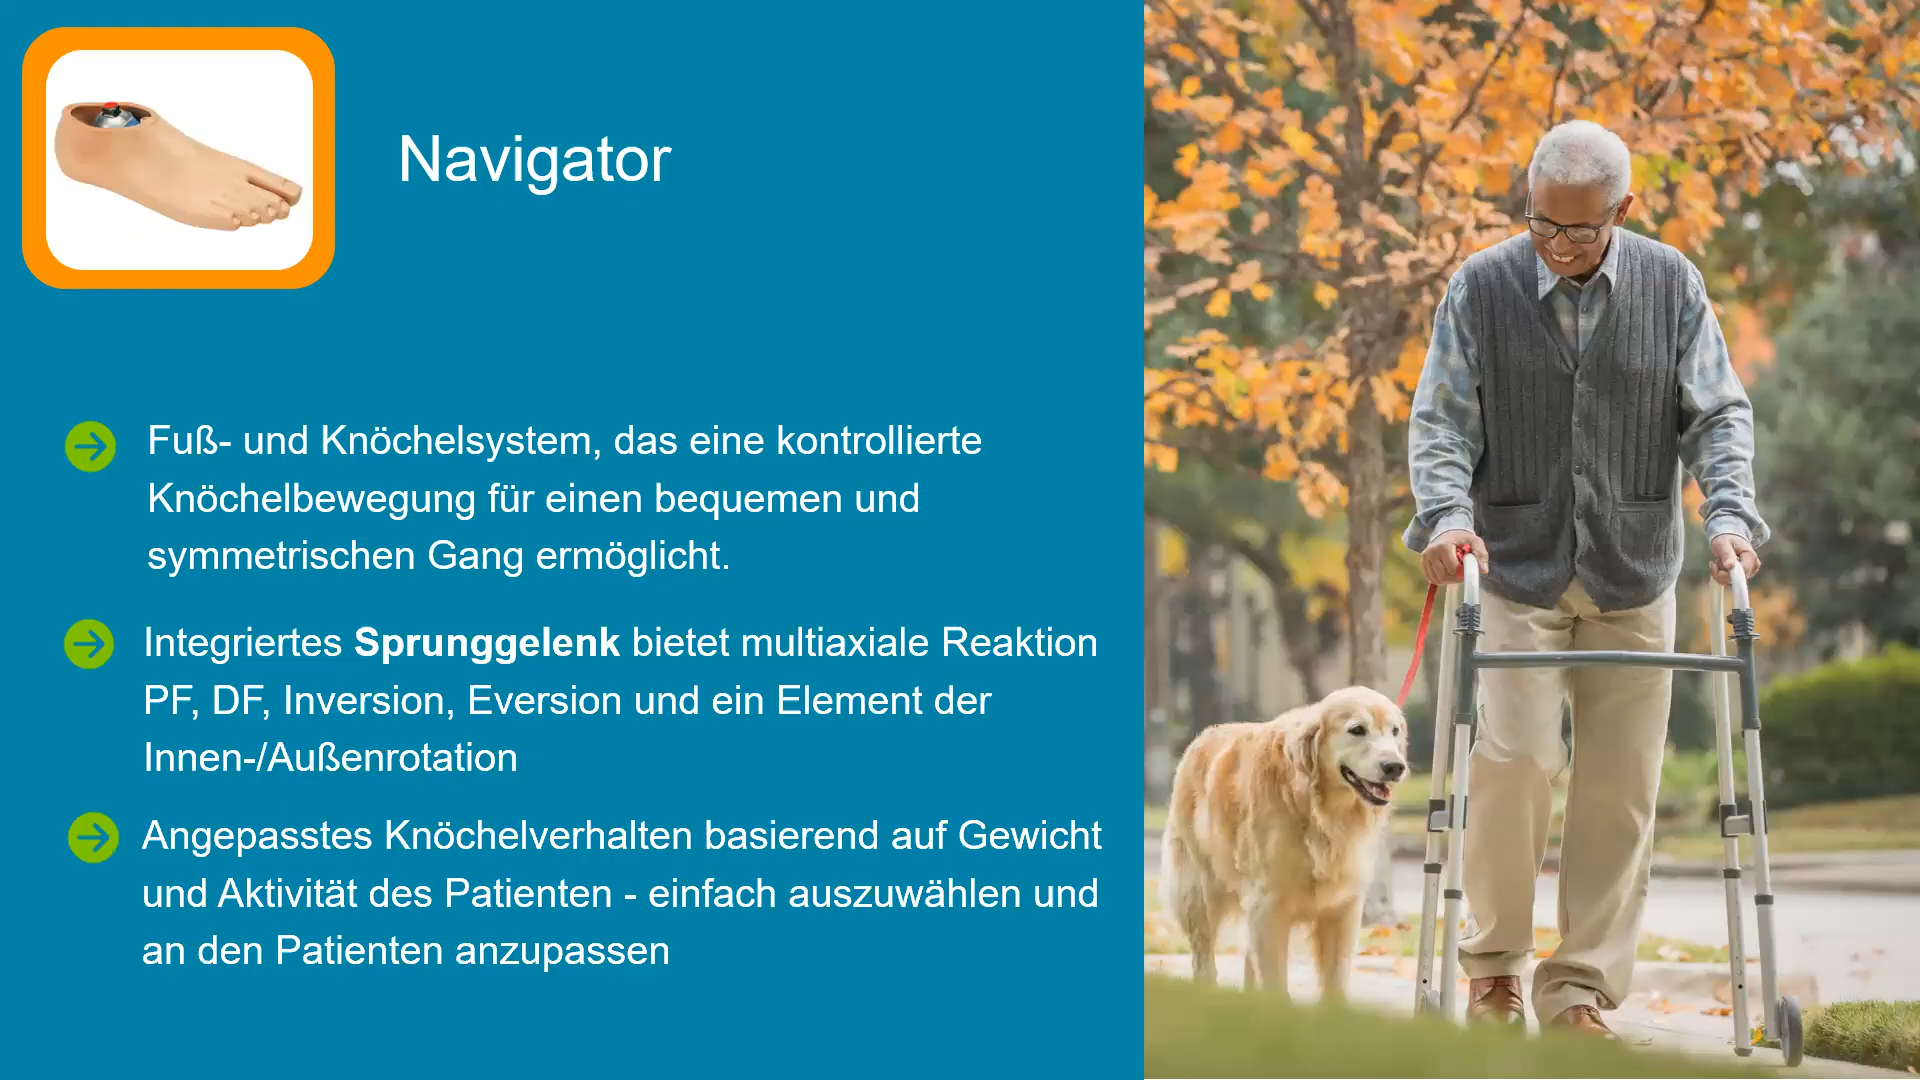 Navigator
Fuß- und Knöchelsystem, das eine kontrollierte
Knöchelbewegung für einen bequemen und
symmetrischen Gang ermöglicht.
Integriertes Sprunggelenk bietet multiaxiale Reaktion
PF, DF, Inversion, Eversion und ein Element der
Innen-/Außenrotation
Angepasstes Knöchelverhalten basierend auf Gewicht
und Aktivität des Patienten - einfach auszuwählen und
an den Patienten anzupassen